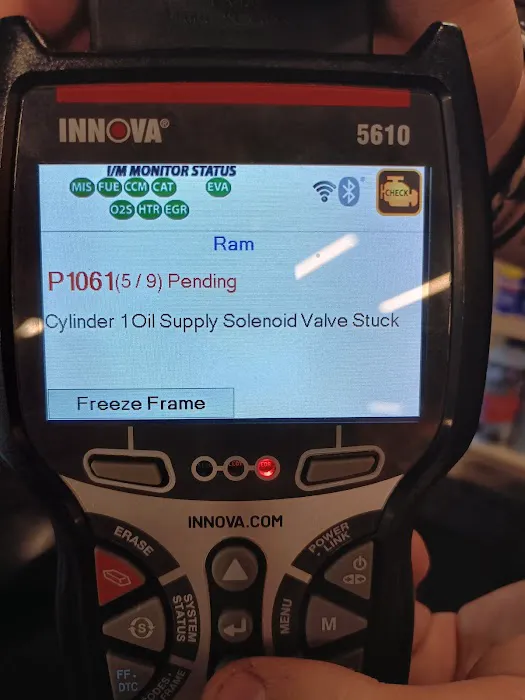 INNOVA® 5610
I/M MONITOR STATUS
MIS FUE CCM CAT EVA
O2S HTR EGR
CHECK
Ram
P1061(5 / 9) Pending
Cylinder 1 Oil Supply Solenoid Valve Stuck
Freeze Frame
INNOVA.COM
ERASE
POWER
LINK
SYSTEM
STATUS
MENU
S
M
FF-
DTC